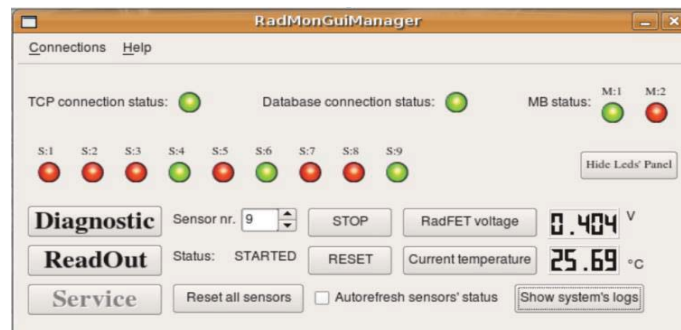 RadMonGuiManager
Connections Help
TCP connection status: Database connection status: MB status: M:1 M:2
S:1 S:2 S:3 S:4 S:5 S:6 S:7 S:8 S:9
Hide Leds' Panel
Diagnostic Sensor nr. 9 STOP RadFET voltage 0.404 V
ReadOut Status: STARTED RESET Current temperature 25.69 °C
Service Reset all sensors Autorefresh sensors' status Show system's logs